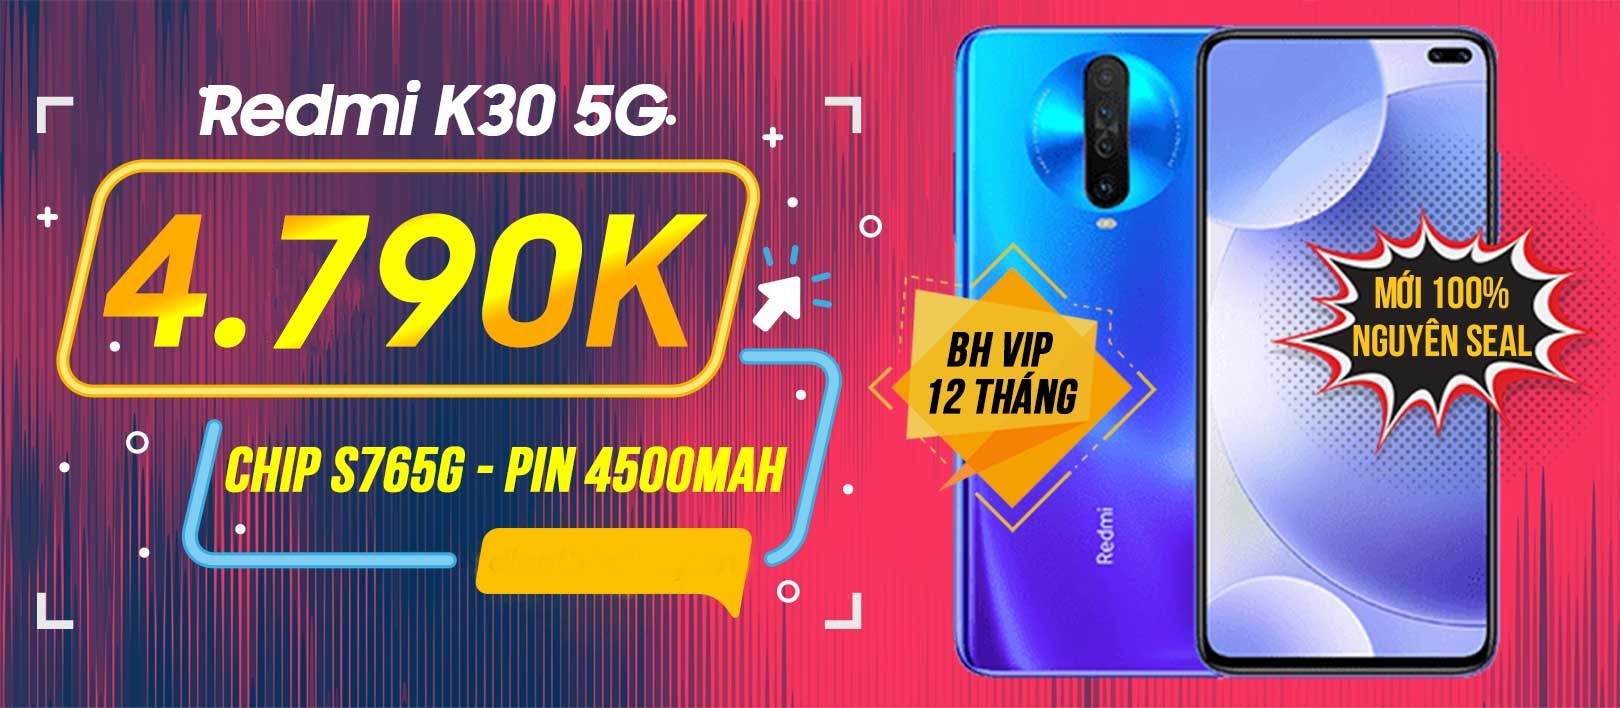 Redmi K30 5G
4.790K
CHIP S765G - PIN 4500MAH
BH VIP
12 THÁNG
MỚI 100%
NGUYÊN SEAL
Redmi